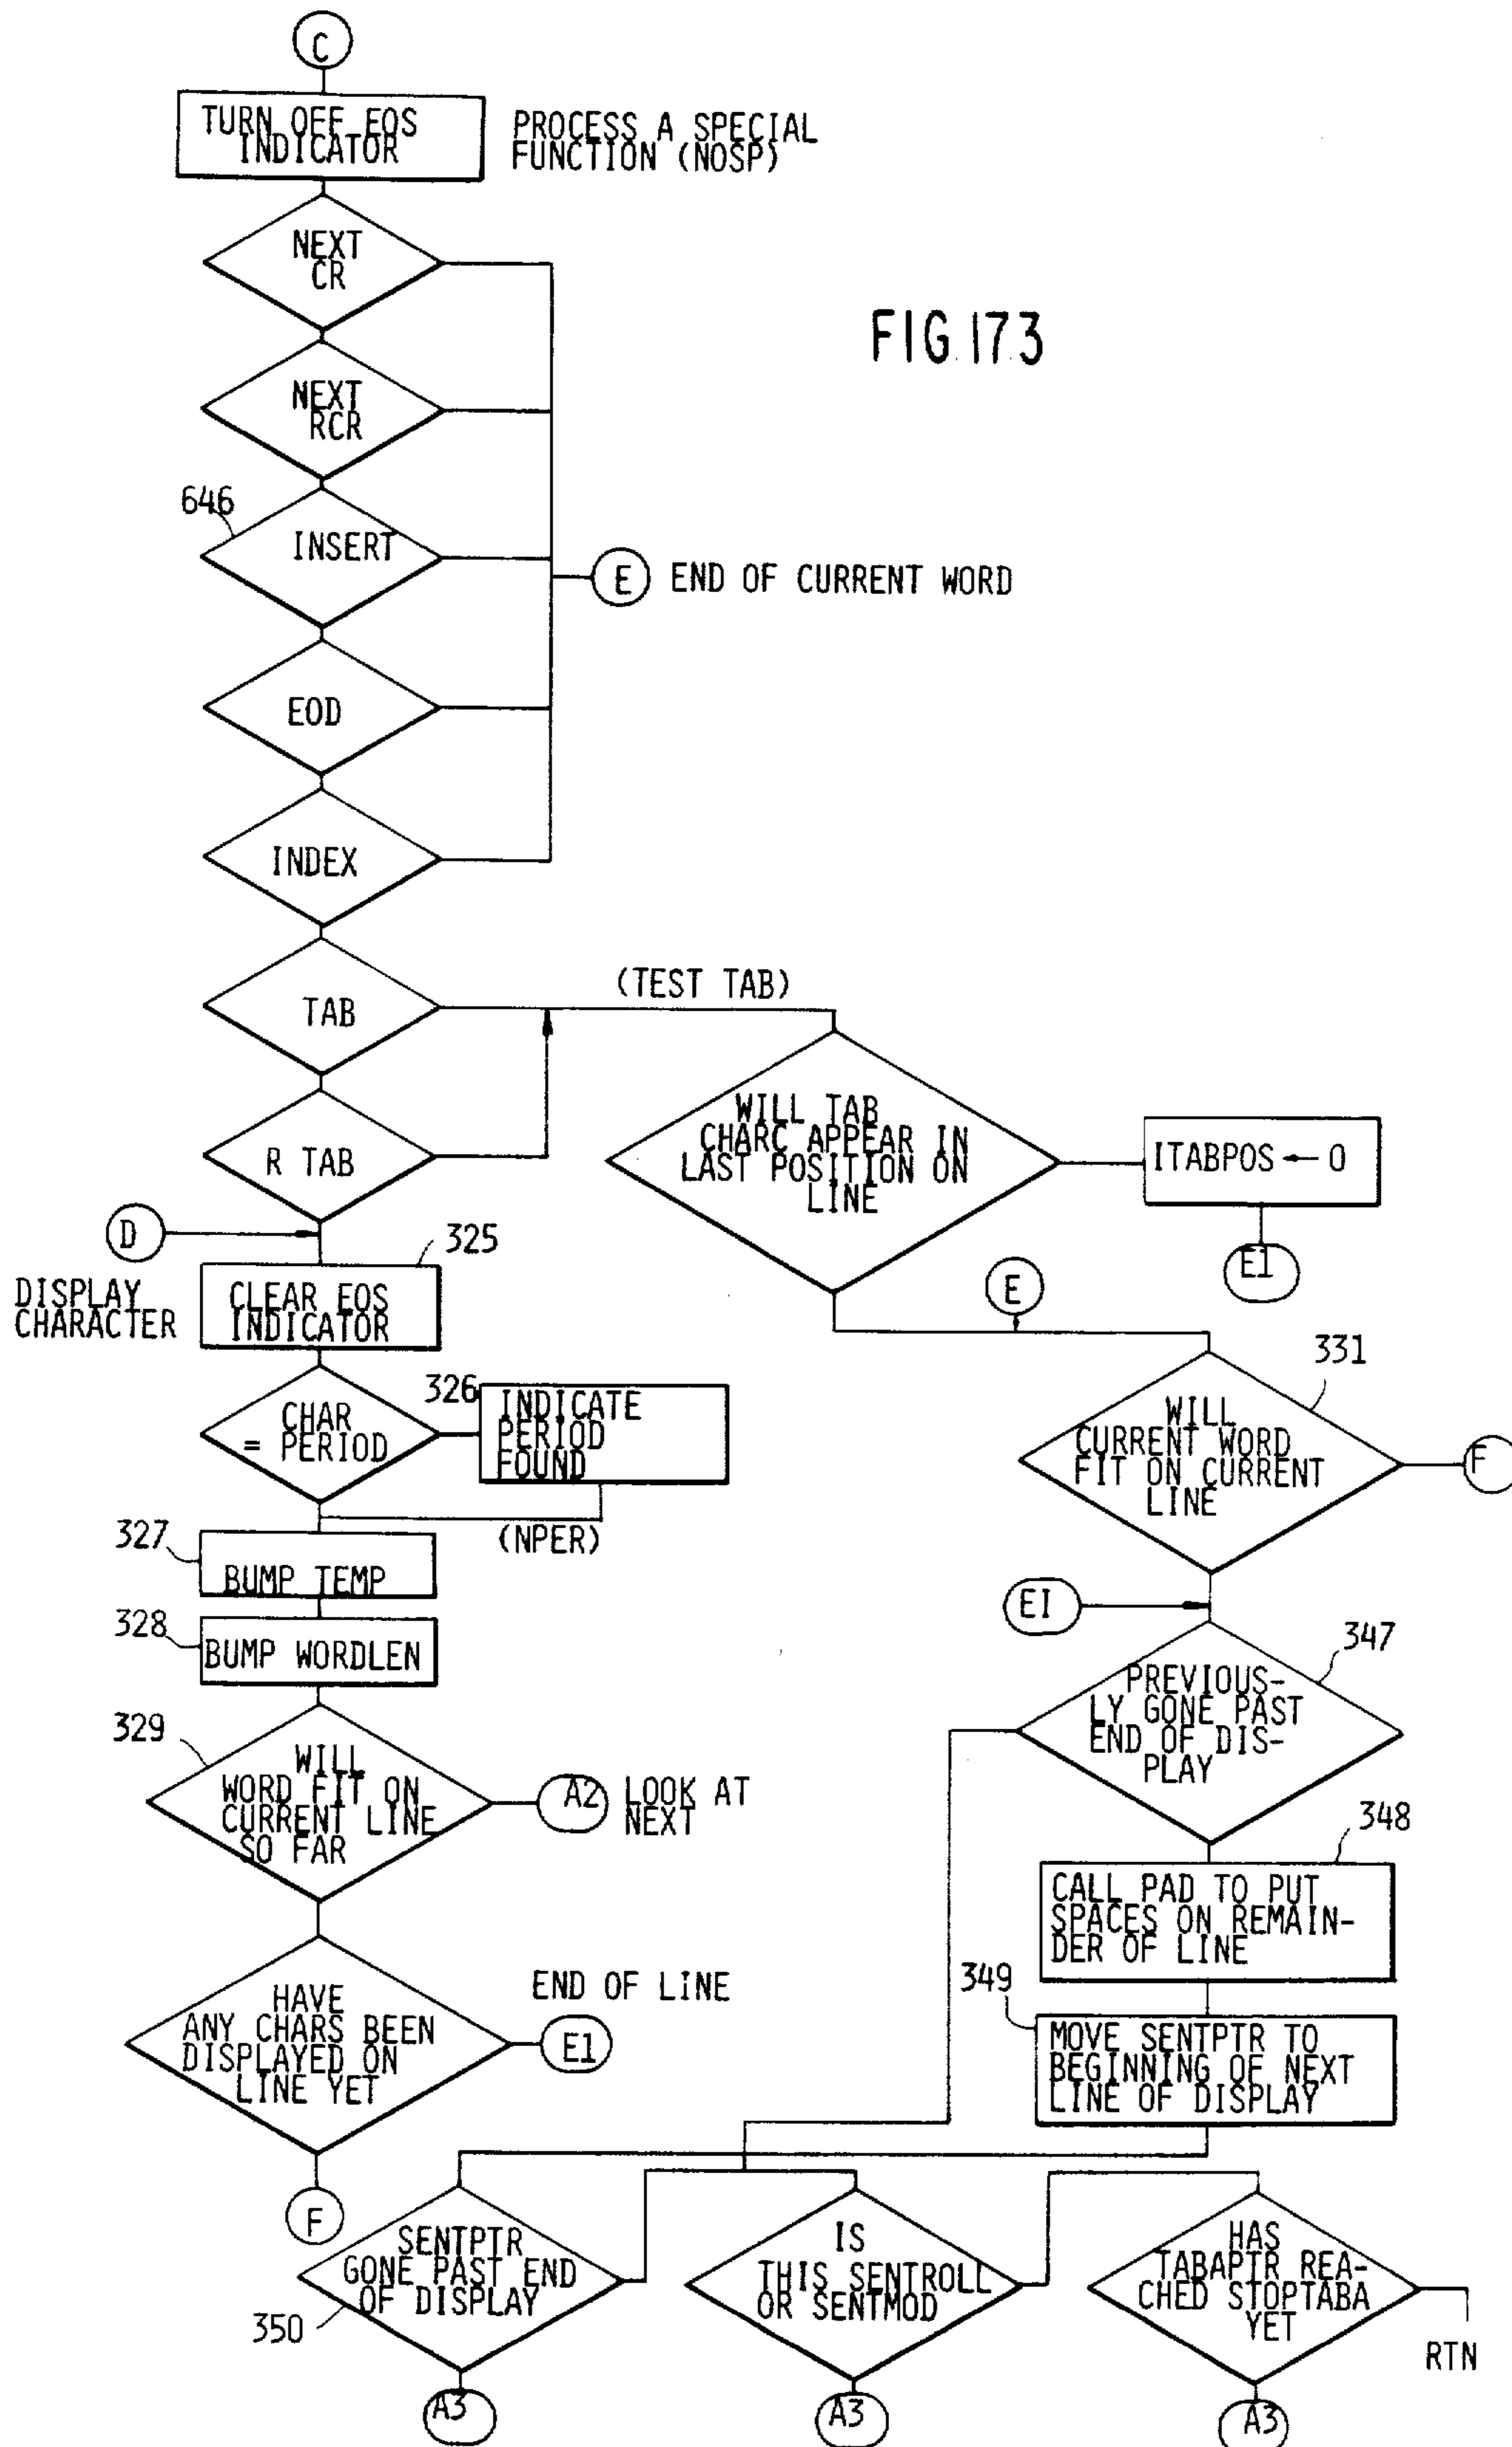 C
TURN OFF EOS
INDICATOR
PROCESS A SPECIAL
FUNCTION (NOSP)
NEXT
CR
FIG.173
NEXT
RCR
646
INSERT
E
END OF CURRENT WORD
EOD
INDEX
TAB
(TEST TAB)
WILL TAB
CHARC APPEAR IN
LAST POSITION ON
LINE
ITABPOS ← 0
E1
R TAB
D
DISPLAY
CHARACTER
325
CLEAR EOS
INDICATOR
E
CHAR
= PERIOD
326
INDICATE
PERIOD
FOUND
(NPER)
331
WILL
CURRENT WORD
FIT ON CURRENT
LINE
F
327
BUMP TEMP
328
BUMP WORDLEN
E1
347
PREVIOUS-
LY GONE PAST
END OF DIS-
PLAY
329
WILL
WORD FIT ON
CURRENT LINE
SO FAR
A2
LOOK AT
NEXT
348
CALL PAD TO PUT
SPACES ON REMAIN-
DER OF LINE
HAVE
ANY CHARS BEEN
DISPLAYED ON
LINE YET
END OF LINE
E1
349
MOVE SENTPTR TO
BEGINNING OF NEXT
LINE OF DISPLAY
F
SENTPTR
GONE PAST END
OF DISPLAY
350
A3
IS
THIS SENTROLL
OR SENTMOD
A3
HAS
TABAPTR REA-
CHED STOPTABA
YET
RTN
A3